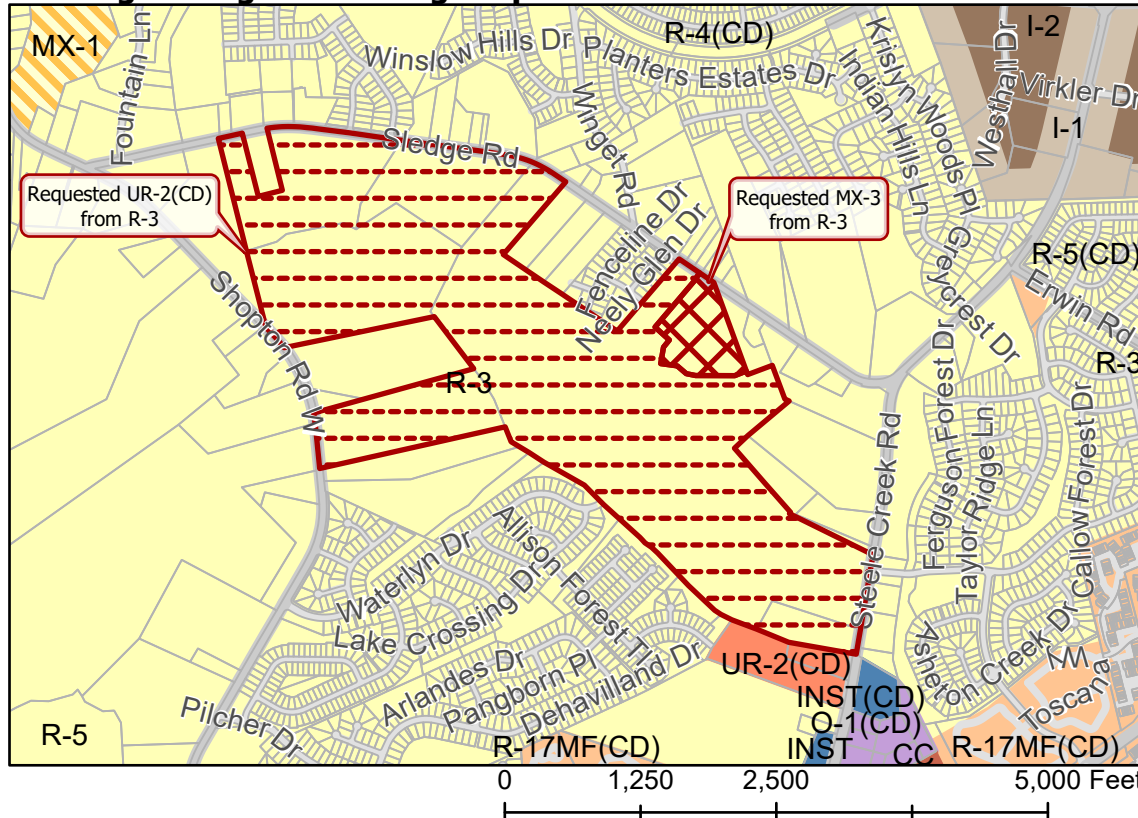 MX-1
Fountain Ln
Winslow Hills Dr
R-4(CD)
Planters Estates Dr
Krislyn Woods Pl
Indian Hills Ln
Westhall Dr
I-2
Virkler Dr
I-1
Sledge Rd
Winget Rd
Requested UR-2(CD)
from R-3
Requested MX-3
from R-3
Fenceline Dr
Neely Glen Dr
Greycrest Dr
R-5(CD)
Erwin Rd
R-3
Shopton Rd W
R-3
Steele Creek Rd
Ferguson Forest Dr
Taylor Ridge Ln
Callow Forest Dr
Allison Forest Trl
Waterlyn Dr
Lake Crossing Dr
Arlandes Dr
Pangborn Pl
Dehavilland Dr
Asheton Creek Dr
Toscana Wy
UR-2(CD)
INST(CD)
O-1(CD)
INST
CC
R-17MF(CD)
R-17MF(CD)
Pilcher Dr
R-5
0 1,250 2,500 5,000 Feet